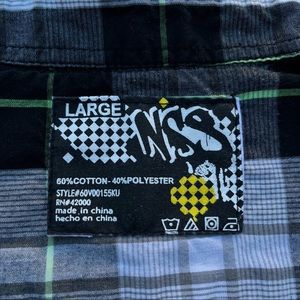 LARGE
NSS
60%COTTON- 40%POLYESTER
STYLE#60V00155KU
RN#42000
made in china
hecho en china